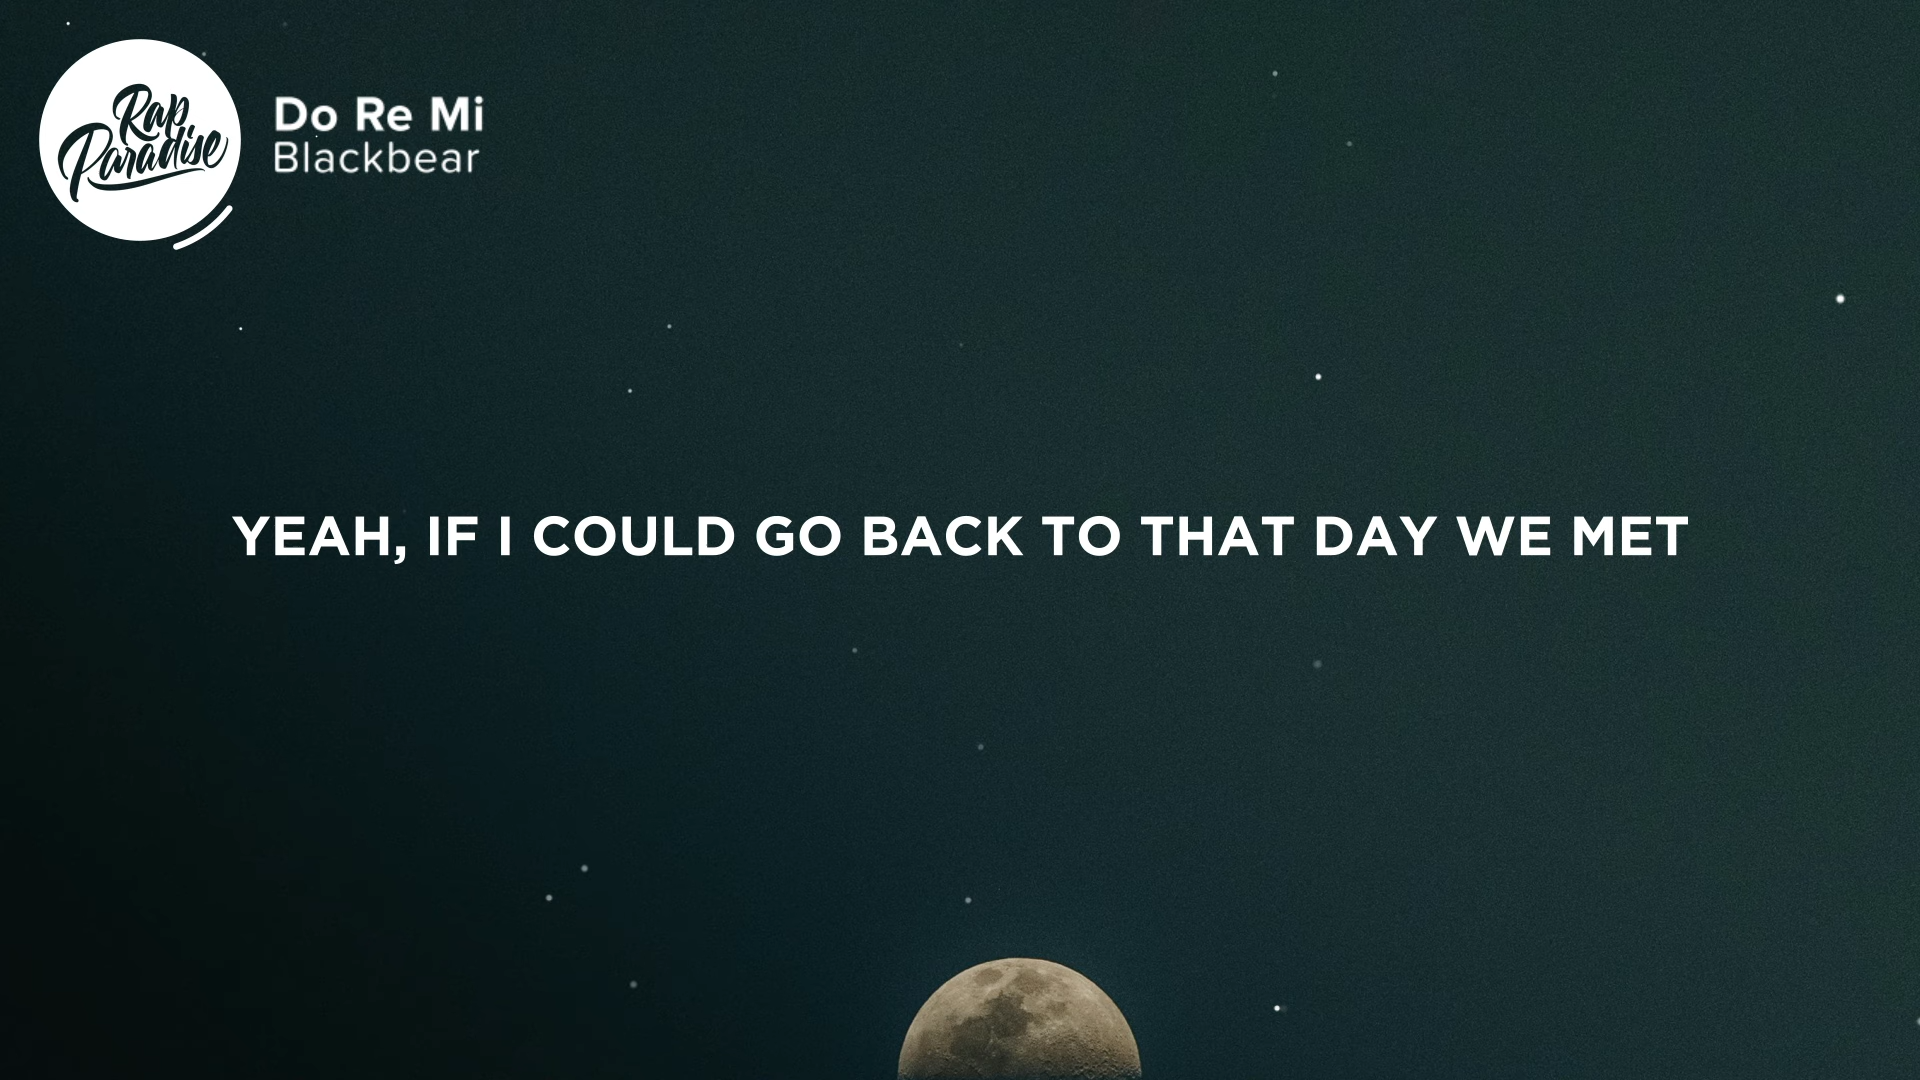 Rap
Paradise
Do Re Mi
Blackbear
YEAH, IF I COULD GO BACK TO THAT DAY WE MET